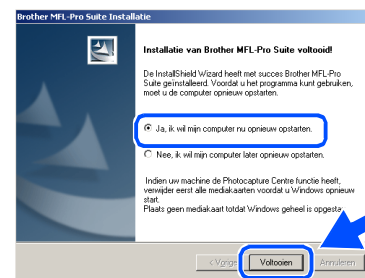 Brother MFL-Pro Suite Installatie
Installatie van Brother MFL-Pro Suite voltooid!
De InstallShield Wizard heeft met succes Brother MFL-Pro
Suite geïnstalleerd. Voordat u het programma kunt gebruiken,
moet u de computer opnieuw opstarten.
Ja, ik wil mijn computer nu opnieuw opstarten.
Nee, ik wil mijn computer later opnieuw opstarten.
Indien uw machine de Photocapture Centre functie heeft,
verwijder eerst alle mediakaarten voordat u Windows opnieuw
start.
Plaats geen mediakaart totdat Windows geheel is
Voltooien Annuleren